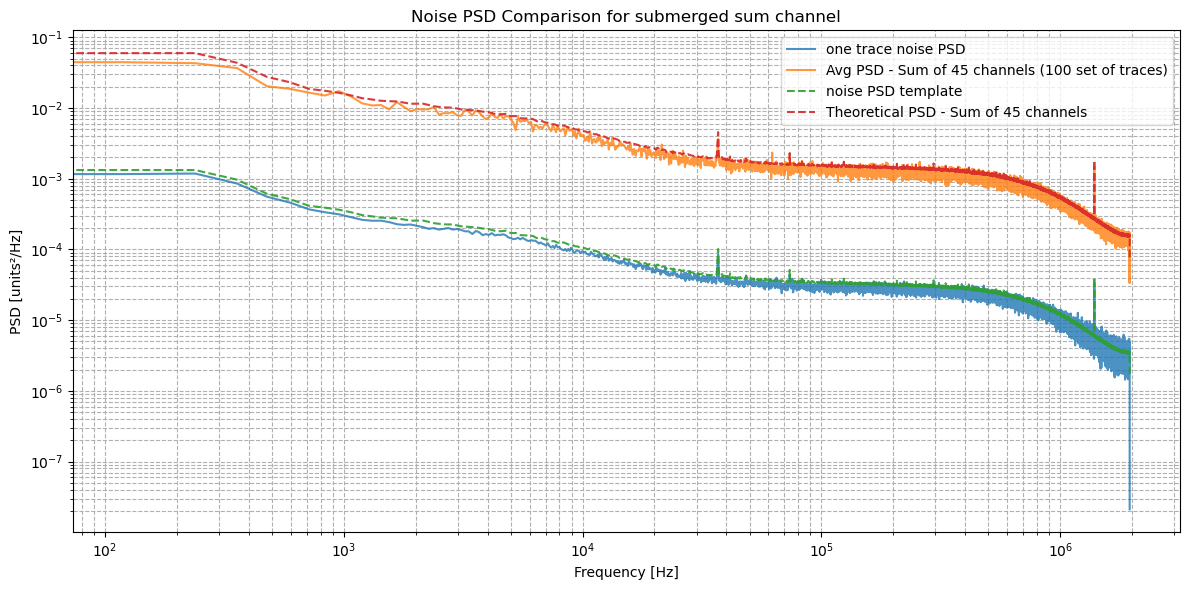 Noise PSD Comparison for submerged sum channel
one trace noise PSD
Avg PSD - Sum of 45 channels (100 set of traces)
noise PSD template
Theoretical PSD - Sum of 45 channels
PSD [units²/Hz]
10⁻¹
10⁻²
10⁻³
10⁻⁴
10⁻⁵
10⁻⁶
10⁻⁷
10²
10³
10⁴
10⁵
10⁶
Frequency [Hz]